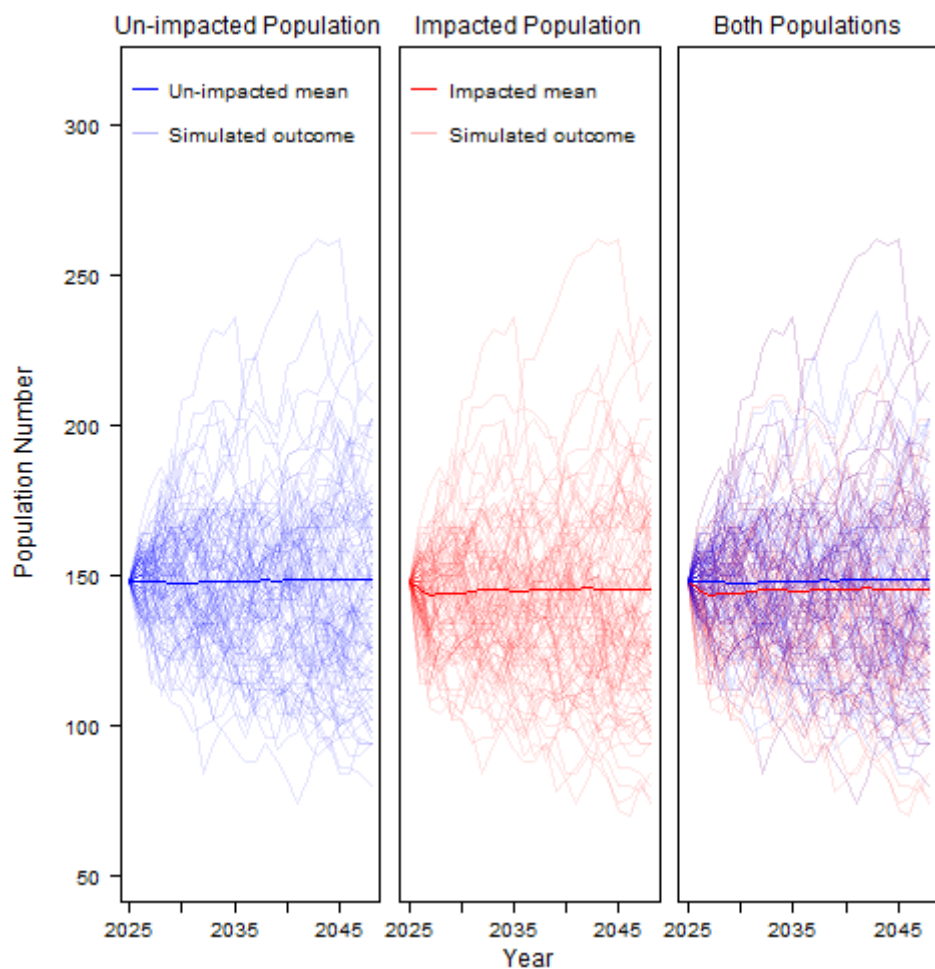 Un-impacted Population
Impacted Population
Both Populations
Un-impacted mean
Simulated outcome
Impacted mean
Simulated outcome
Population Number
300
250
200
150
100
50
2025 2035 2045
2025 2035 2045
2025 2035 2045
Year